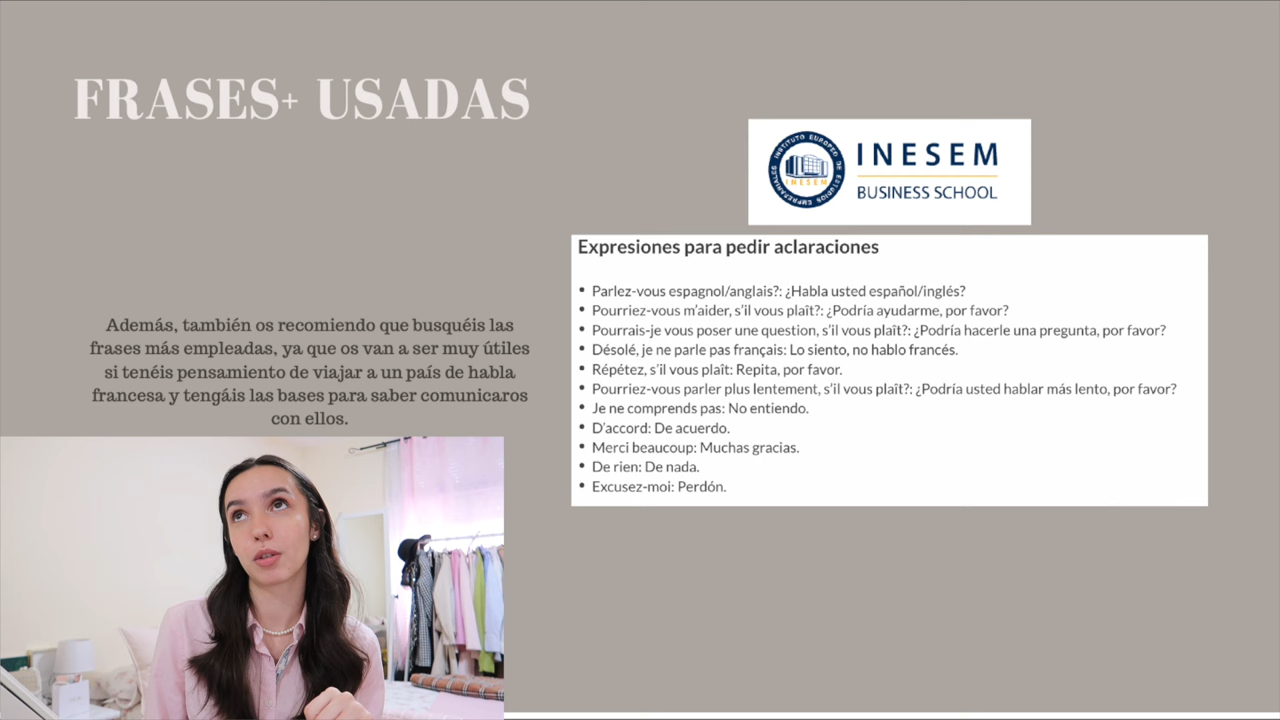 FRASES+ USADAS
INSTITUTO EUROPEO DE ESTUDIOS EMPRESARIALES
INESEM
INESEM
BUSINESS SCHOOL
Expresiones para pedir aclaraciones
• Parlez-vous espagnol/anglais?: ¿Habla usted español/inglés?
• Pourriez-vous m'aider, s'il vous plaît?: ¿Podría ayudarme, por favor?
• Pourrais-je vous poser une question, s'il vous plaît?: ¿Podría hacerle una pregunta, por favor?
• Désolé, je ne parle pas français: Lo siento, no hablo francés.
• Répétez, s'il vous plaît: Repita, por favor.
• Pourriez-vous parler plus lentement, s'il vous plaît?: ¿Podría usted hablar más lento, por favor?
• Je ne comprends pas: No entiendo.
• D'accord: De acuerdo.
• Merci beaucoup: Muchas gracias.
• De rien: De nada.
• Excusez-moi: Perdón.
Además, también os recomiendo que busquéis las
frases más empleadas, ya que os van a ser muy útiles
si tenéis pensamiento de viajar a un país de habla
francesa y tengáis las bases para saber comunicaros
con ellos.